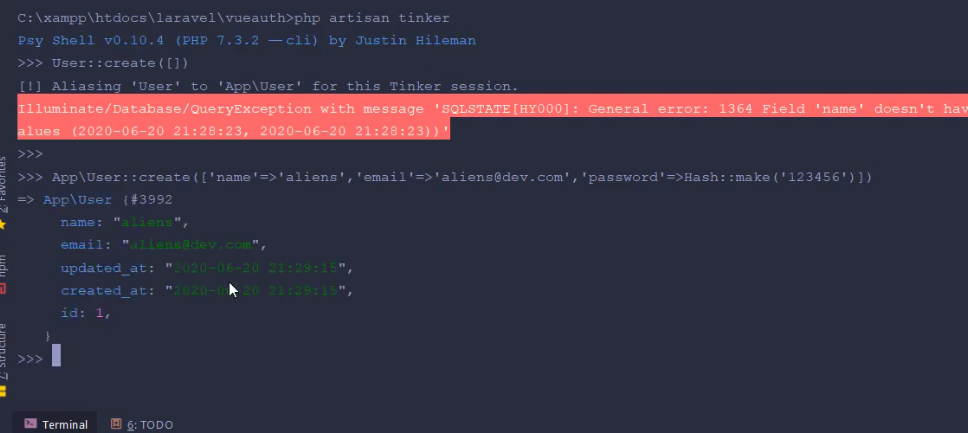 C:\xampp\htdocs\laravel\vueauth>php artisan tinker
Psy Shell v0.10.4 (PHP 7.3.2 — cli) by Justin Hileman
>>> User::create([])
[!] Aliasing 'User' to 'App\User' for this Tinker session.
Illuminate/Database/QueryException with message 'SQLSTATE[HY000]: General error: 1364 Field 'name' doesn't hav
alues (2020-06-20 21:28:23, 2020-06-20 21:28:23))'
>>>
>>> App\User::create(['name'=>'aliens','email'=>'aliens@dev.com','password'=>Hash::make('123456')])
=> App\User {#3992
name: "aliens",
email: "aliens@dev.com",
updated_at: "2020-06-20 21:29:15",
created_at: "2020-06-20 21:29:15",
id: 1,
}
>>>
2: Favorites
npm
7: Structure
Terminal
6: TODO